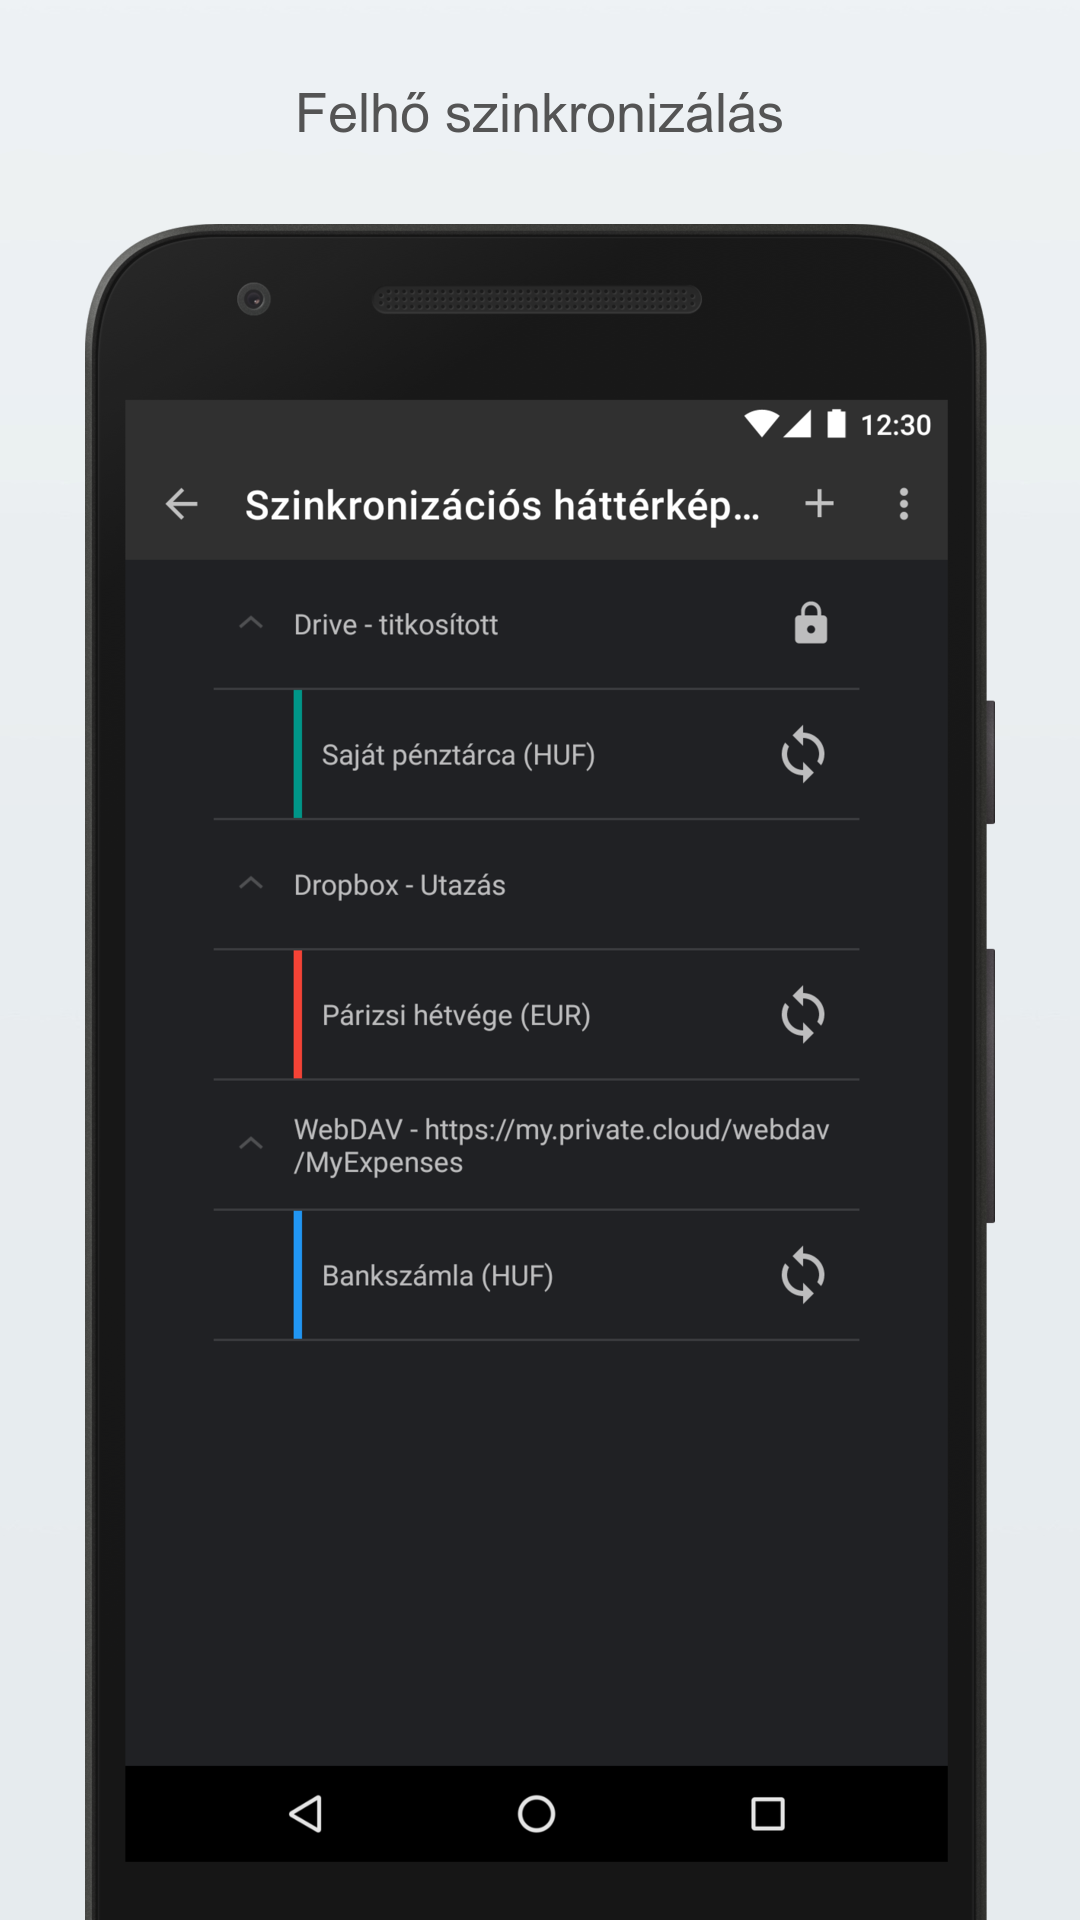 Felhő szinkronizálás
12:30
Szinkronizációs háttérkép…
Drive - titkosított
Saját pénztárca (HUF)
Dropbox - Utazás
Párizsi hétvége (EUR)
WebDAV - https://my.private.cloud/webdav
/MyExpenses
Bankszámla (HUF)